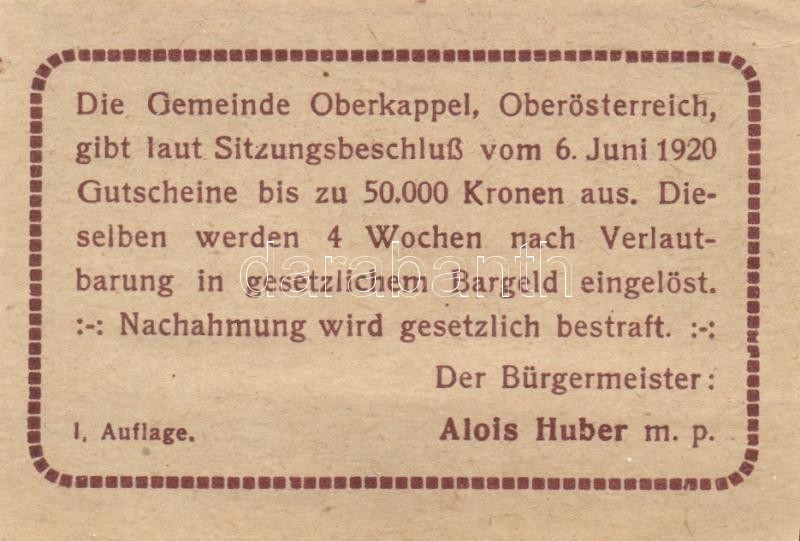 Die Gemeinde Oberkappel, Oberösterreich,
gibt laut Sitzungsbeschluß vom 6. Juni 1920
Gutscheine bis zu 50.000 Kronen aus. Die-
selben werden 4 Wochen nach Verlaut-
barung in gesetzlichem Bargeld eingelöst.
:-: Nachahmung wird gesetzlich bestraft. :-:
Der Bürgermeister:
I. Auflage. Alois Huber m. p.
darabanth